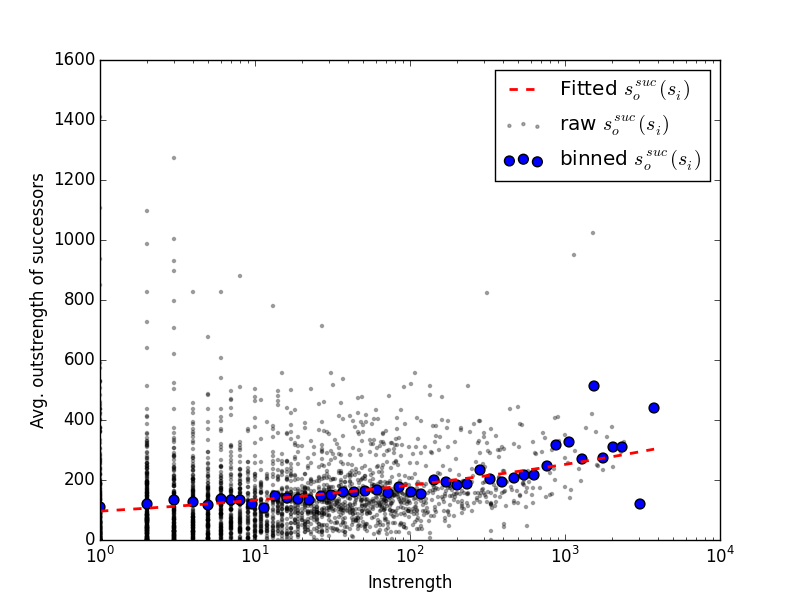 1600
1400
1200
1000
800
600
400
200
0
Avg. outstrength of successors
Fitted $s_o^{suc}(s_i)$
raw $s_o^{suc}(s_i)$
binned $s_o^{suc}(s_i)$
10^0 10^1 10^2 10^3 10^4
Instrength